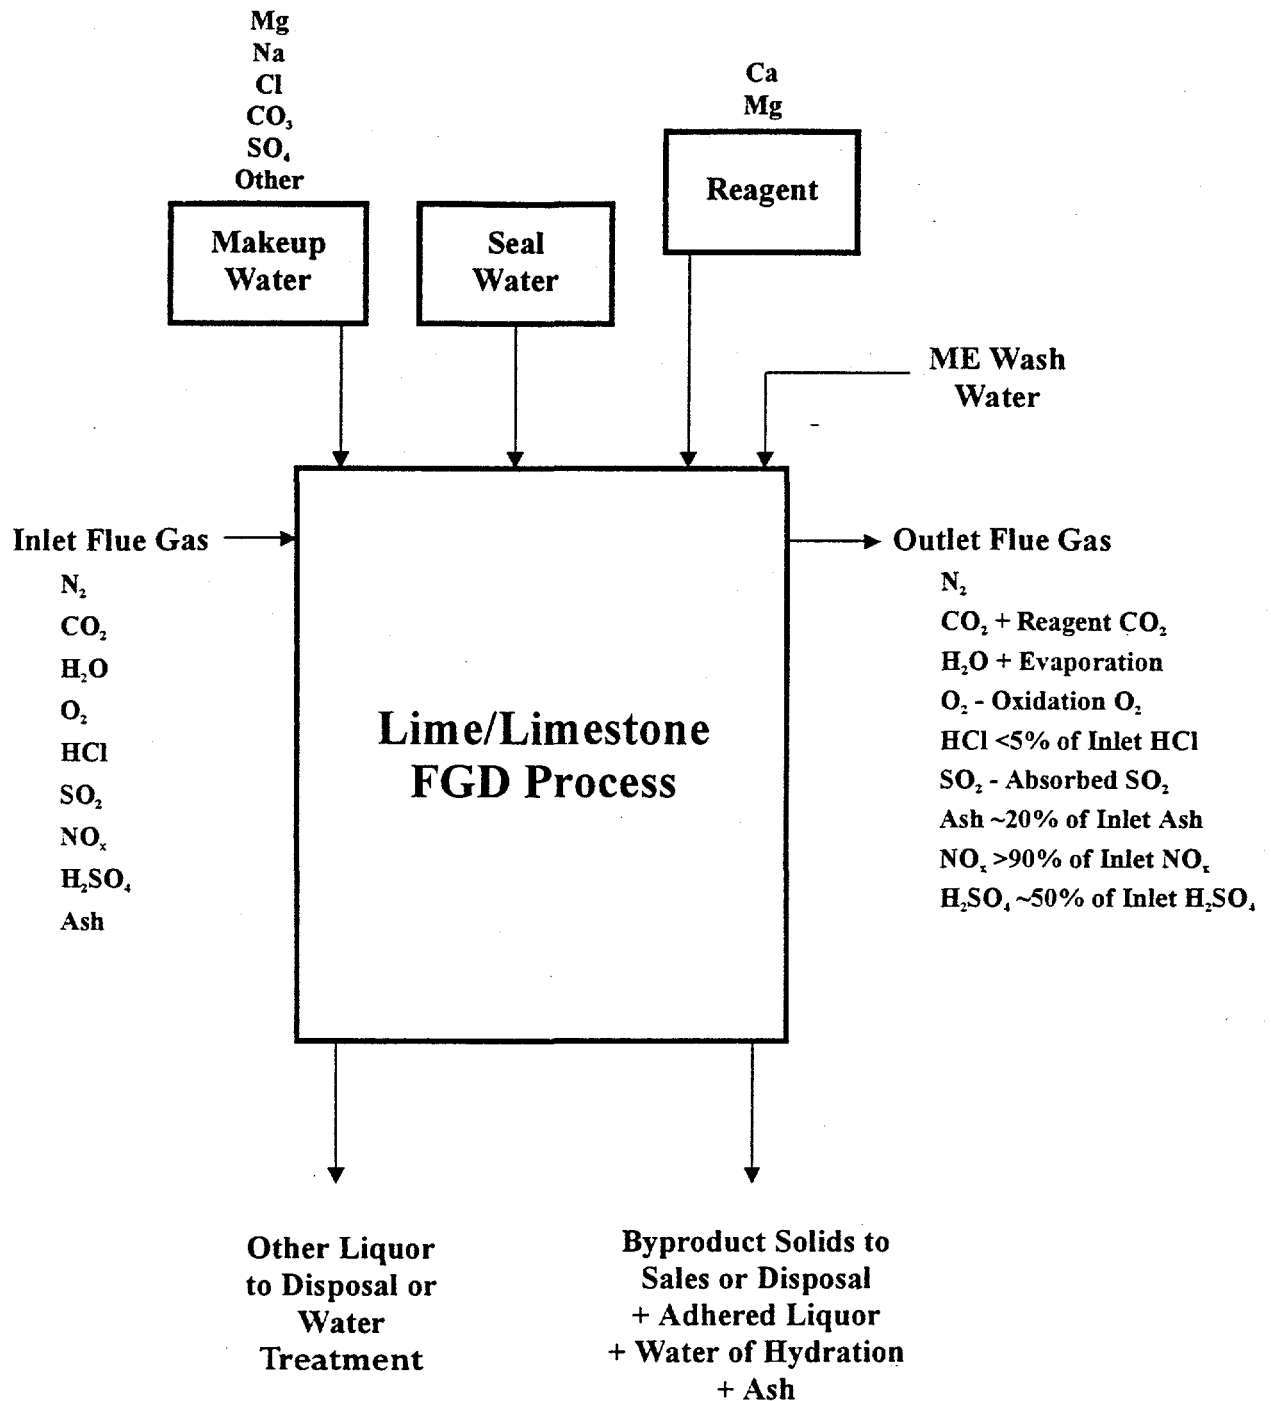 Mg
Na
Cl
CO₃
SO₄
Other
Makeup
Water
Seal
Water
Ca
Mg
Reagent
ME Wash
Water
Inlet Flue Gas
N₂
CO₂
H₂O
O₂
HCl
SO₂
NOₓ
H₂SO₄
Ash
Lime/Limestone
FGD Process
Outlet Flue Gas
N₂
CO₂ + Reagent CO₂
H₂O + Evaporation
O₂ - Oxidation O₂
HCl <5% of Inlet HCl
SO₂ - Absorbed SO₂
Ash ~20% of Inlet Ash
NOₓ >90% of Inlet NOₓ
H₂SO₄ ~50% of Inlet H₂SO₄
Other Liquor
to Disposal or
Water
Treatment
Byproduct Solids to
Sales or Disposal
+ Adhered Liquor
+ Water of Hydration
+ Ash